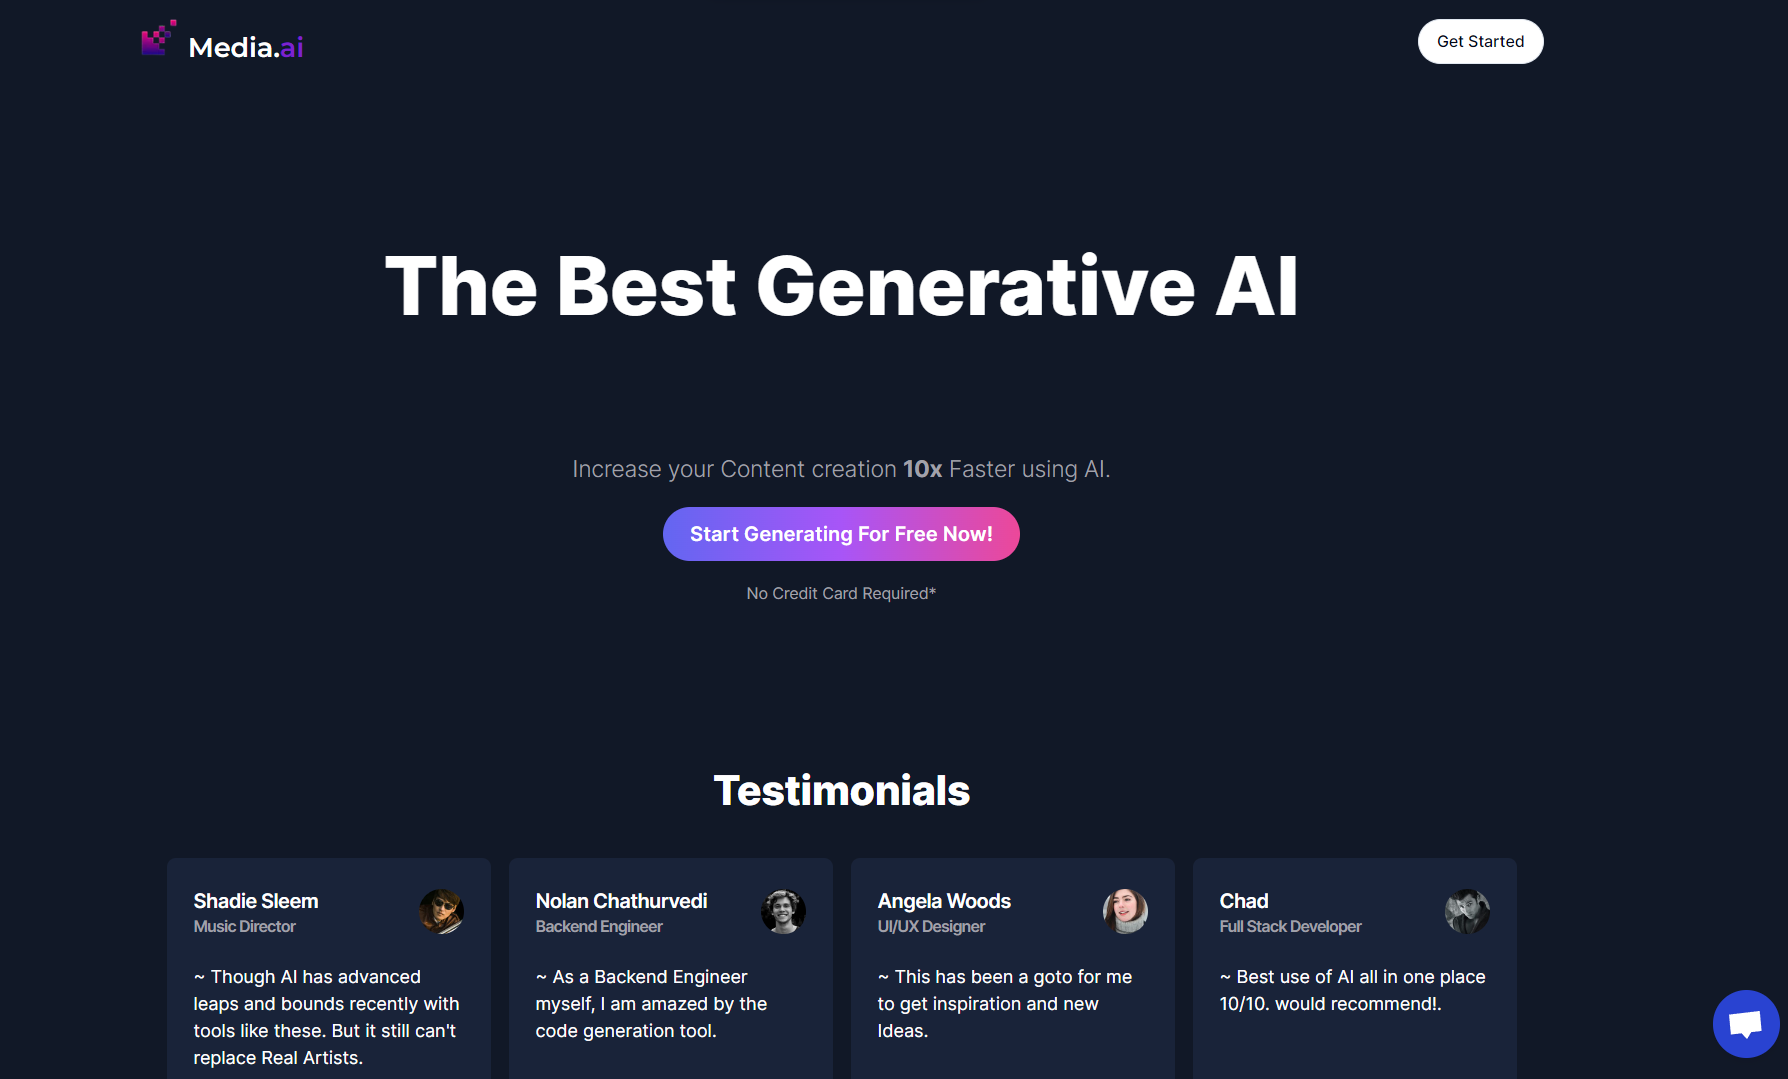 Media.ai
Get Started
The Best Generative AI
Increase your Content creation 10x Faster using AI.
Start Generating For Free Now!
No Credit Card Required*
Testimonials
Shadie Sleem
Music Director
~ Though AI has advanced
leaps and bounds recently with
tools like these. But it still can't
replace Real Artists.
Nolan Chathurvedi
Backend Engineer
~ As a Backend Engineer
myself, I am amazed by the
code generation tool.
Angela Woods
UI/UX Designer
~ This has been a goto for me
to get inspiration and new
Ideas.
Chad
Full Stack Developer
~ Best use of AI all in one place
10/10. would recommend!.